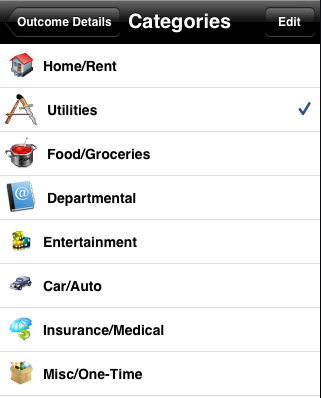 Outcome Details
Categories
Edit
Home/Rent
Utilities
Food/Groceries
Departmental
Entertainment
Car/Auto
Insurance/Medical
Misc/One-Time